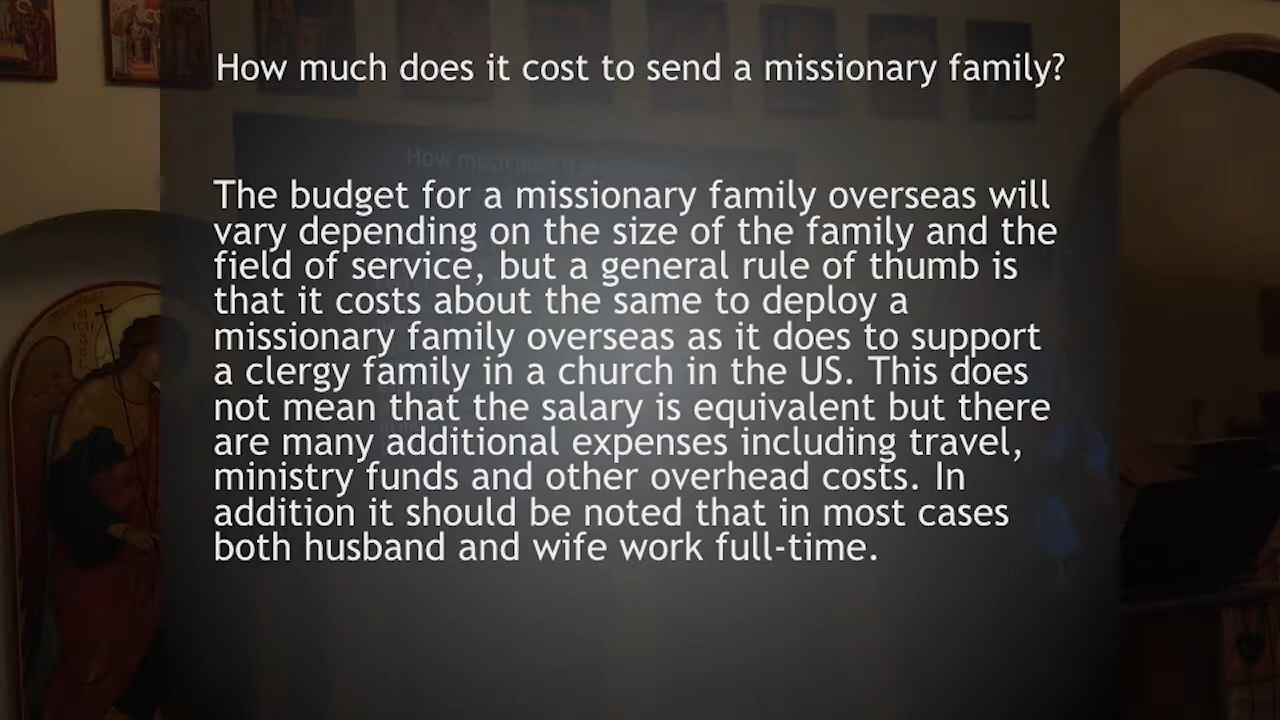 How much does it cost to send a missionary family?
The budget for a missionary family overseas will
vary depending on the size of the family and the
field of service, but a general rule of thumb is
that it costs about the same to deploy a
missionary family overseas as it does to support
a clergy family in a church in the US. This does
not mean that the salary is equivalent but there
are many additional expenses including travel,
ministry funds and other overhead costs. In
addition it should be noted that in most cases
both husband and wife work full-time.